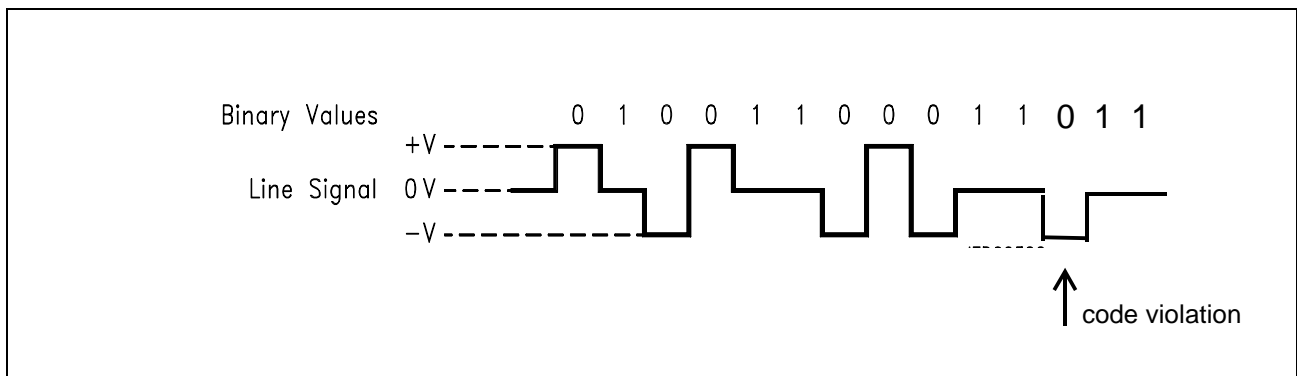 Binary Values 0 1 0 0 1 1 0 0 0 1 1 0 1 1
+V
Line Signal 0V
-V
code violation